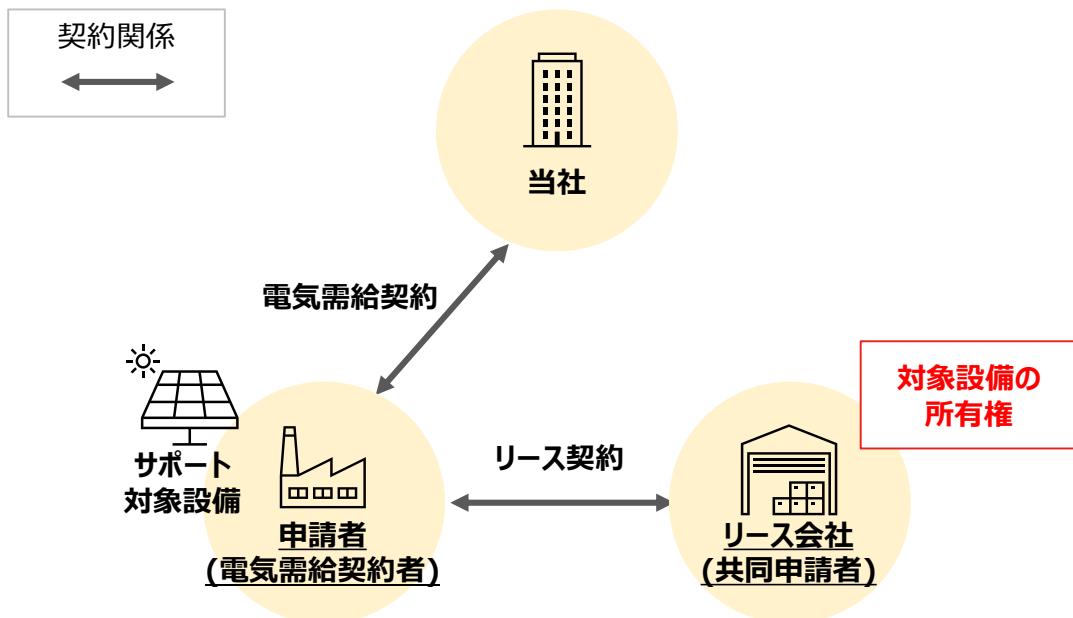 契約関係
当社
電気需給契約
対象設備の
所有権
リース契約
サポート
対象設備
申請者
(電気需給契約者)
リース会社
(共同申請者)